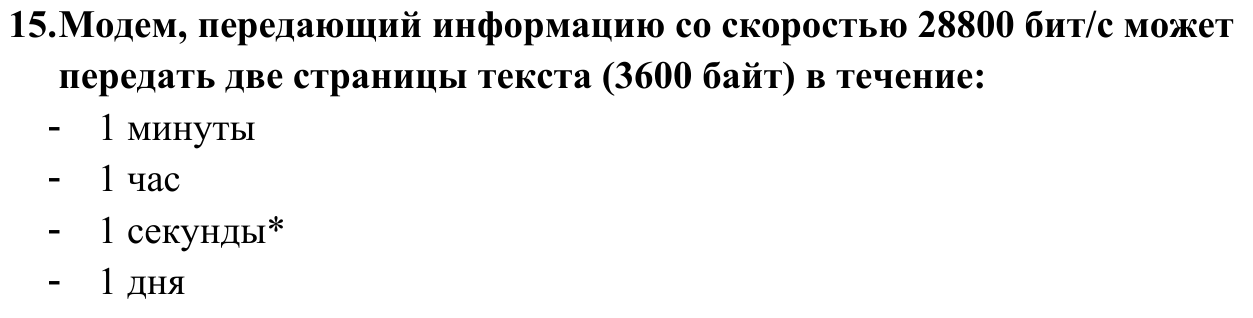 15.Модем, передающий информацию со скоростью 28800 бит/с может
передать две страницы текста (3600 байт) в течение:
- 1 минуты
- 1 час
- 1 секунды*
- 1 дня